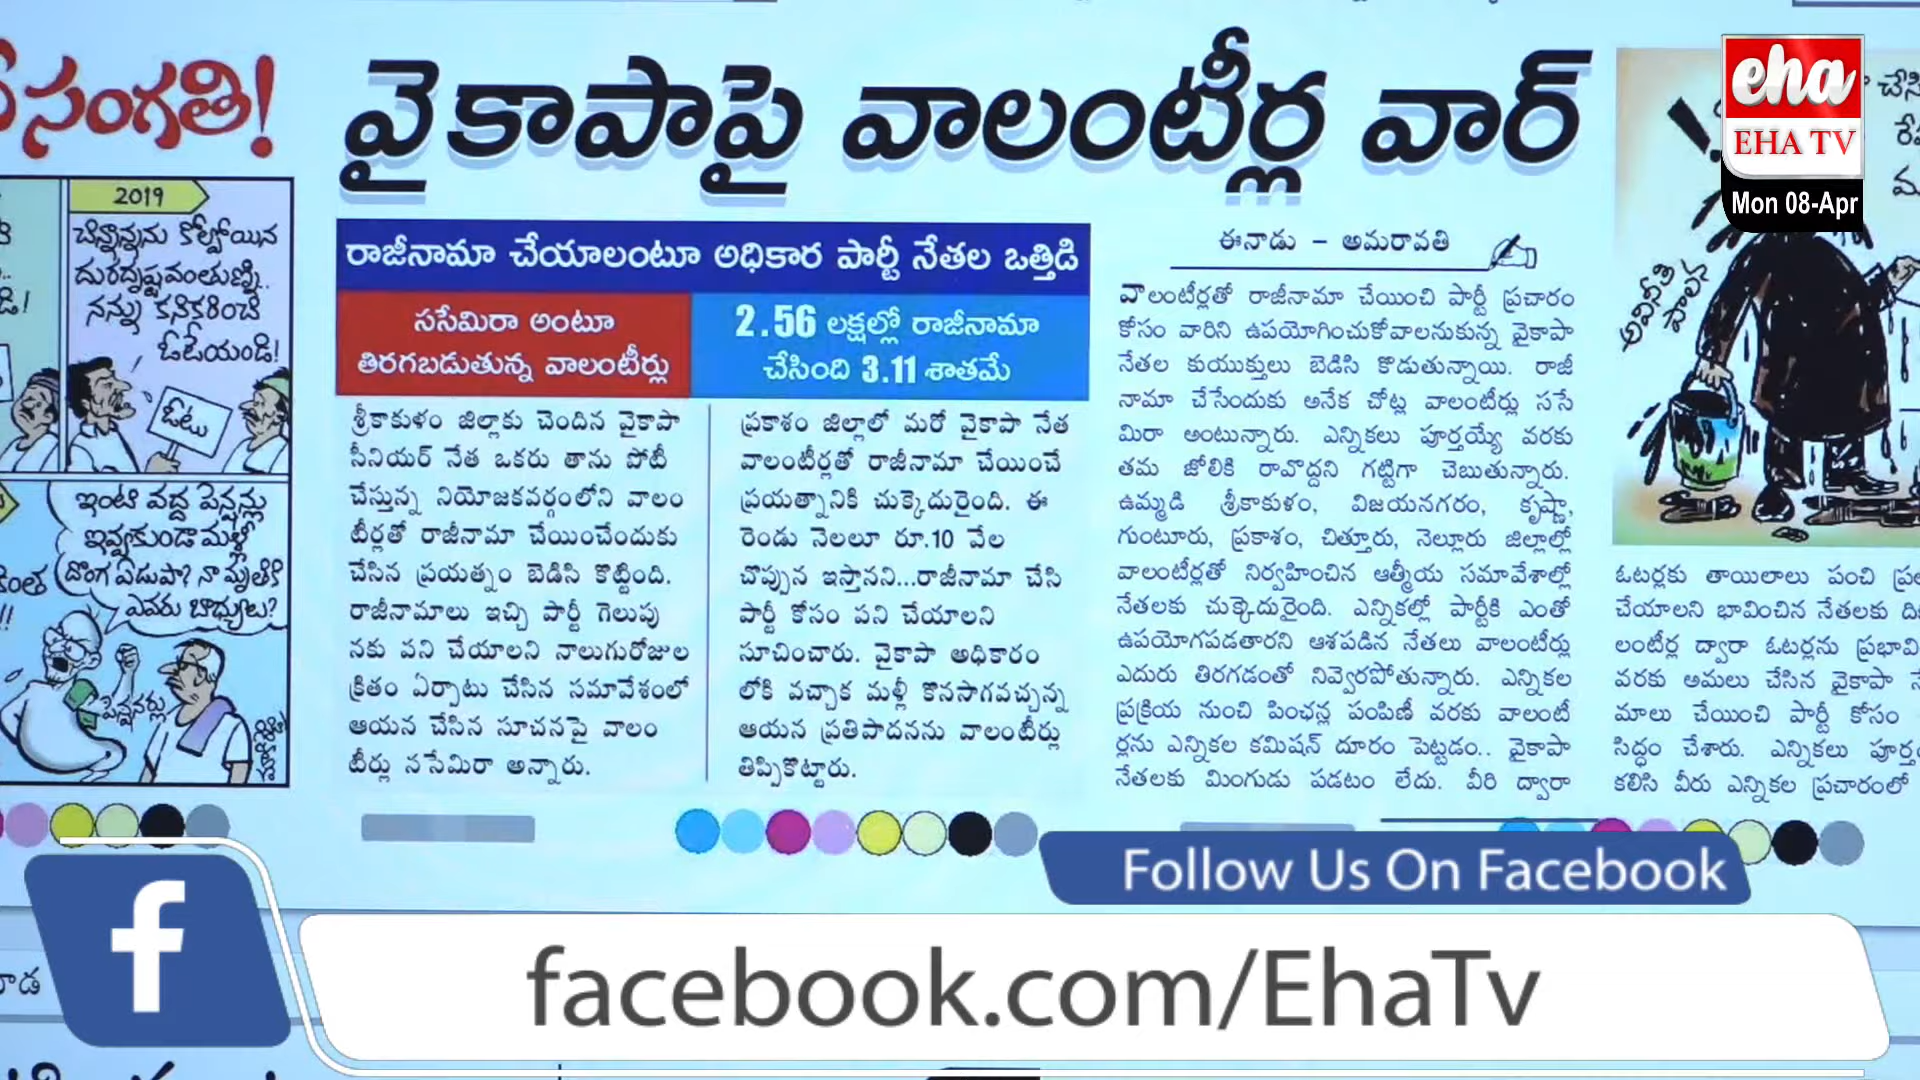 సంగతి!
2019
చిన్నాన్నను కోల్పోయిన
దురదృష్టవంతుణ్ని..
నన్ను కనికరించి
ఓటేయండి!
ఓటు
ఇంటి వద్ద పెన్షన్లు
ఇవ్వకుండా మళ్లీ
దొంగ ఏడుపా? నా మృతికి
ఎవరు బాధ్యులు?
పెన్షనర్లు
వైకాపాపై వాలంటీర్ల వార్
రాజీనామా చేయాలంటూ అధికార పార్టీ నేతల ఒత్తిడి
ససేమిరా అంటూ
తిరగబడుతున్న వాలంటీర్లు
2.56 లక్షల్లో రాజీనామా
చేసింది 3.11 శాతమే
శ్రీకాకుళం జిల్లాకు చెందిన వైకాపా
సీనియర్ నేత ఒకరు తాను పోటీ
చేస్తున్న నియోజకవర్గంలోని వాలం
టీర్లతో రాజీనామా చేయించేందుకు
చేసిన ప్రయత్నం బెడిసి కొట్టింది.
రాజీనామాలు ఇచ్చి పార్టీ గెలుపు
నకు పని చేయాలని నాలుగురోజుల
క్రితం ఏర్పాటు చేసిన సమావేశంలో
ఆయన చేసిన సూచనపై వాలం
టీర్లు ససేమిరా అన్నారు.
ప్రకాశం జిల్లాలో మరో వైకాపా నేత
వాలంటీర్లతో రాజీనామా చేయించే
ప్రయత్నానికి చుక్కెదురైంది. ఈ
రెండు నెలలూ రూ.10 వేల
చొప్పున ఇస్తానని...రాజీనామా చేసి
పార్టీ కోసం పని చేయాలని
సూచించారు. వైకాపా అధికారం
లోకి వచ్చాక మళ్లీ కొనసాగవచ్చన్న
ఆయన ప్రతిపాదనను వాలంటీర్లు
తిప్పికొట్టారు.
ఈనాడు - అమరావతి
వాలంటీర్లతో రాజీనామా చేయించి పార్టీ ప్రచారం
కోసం వారిని ఉపయోగించుకోవాలనుకున్న వైకాపా
నేతల కుయుక్తులు బెడిసి కొడుతున్నాయి. రాజీ
నామా చేసేందుకు అనేక చోట్ల వాలంటీర్లు ససే
మిరా అంటున్నారు. ఎన్నికలు పూర్తయ్యే వరకు
తమ జోలికి రావొద్దని గట్టిగా చెబుతున్నారు.
ఉమ్మడి శ్రీకాకుళం, విజయనగరం, కృష్ణా,
గుంటూరు, ప్రకాశం, చిత్తూరు, నెల్లూరు జిల్లాల్లో
వాలంటీర్లతో నిర్వహించిన ఆత్మీయ సమావేశాల్లో
నేతలకు చుక్కెదురైంది. ఎన్నికల్లో పార్టీకి ఎంతో
ఉపయోగపడతారని ఆశపడిన నేతలు వాలంటీర్లు
ఎదురు తిరగడంతో నివ్వెరపోతున్నారు. ఎన్నికల
ప్రక్రియ నుంచి పింఛన్ల పంపిణీ వరకు వాలంటీ
ర్లను ఎన్నికల కమిషన్ దూరం పెట్టడం.. వైకాపా
నేతలకు మింగుడు పడటం లేదు. వీరి ద్వారా
అవినీతి
పాలన
ఓటర్లకు తాయిలాలు పంచి
చేయాలని భావించిన నేతలకు
లంటీర్ల ద్వారా ఓటర్లను
వరకు అమలు చేసిన వైకాపా
మాలు చేయించి పార్టీ కోసం
సిద్ధం చేశారు. ఎన్నికలు
కలిసి వీరు ఎన్నికల ప్రచారంలో
eha
EHA TV
Mon 08-Apr
Follow Us On Facebook
f
facebook.com/EhaTv